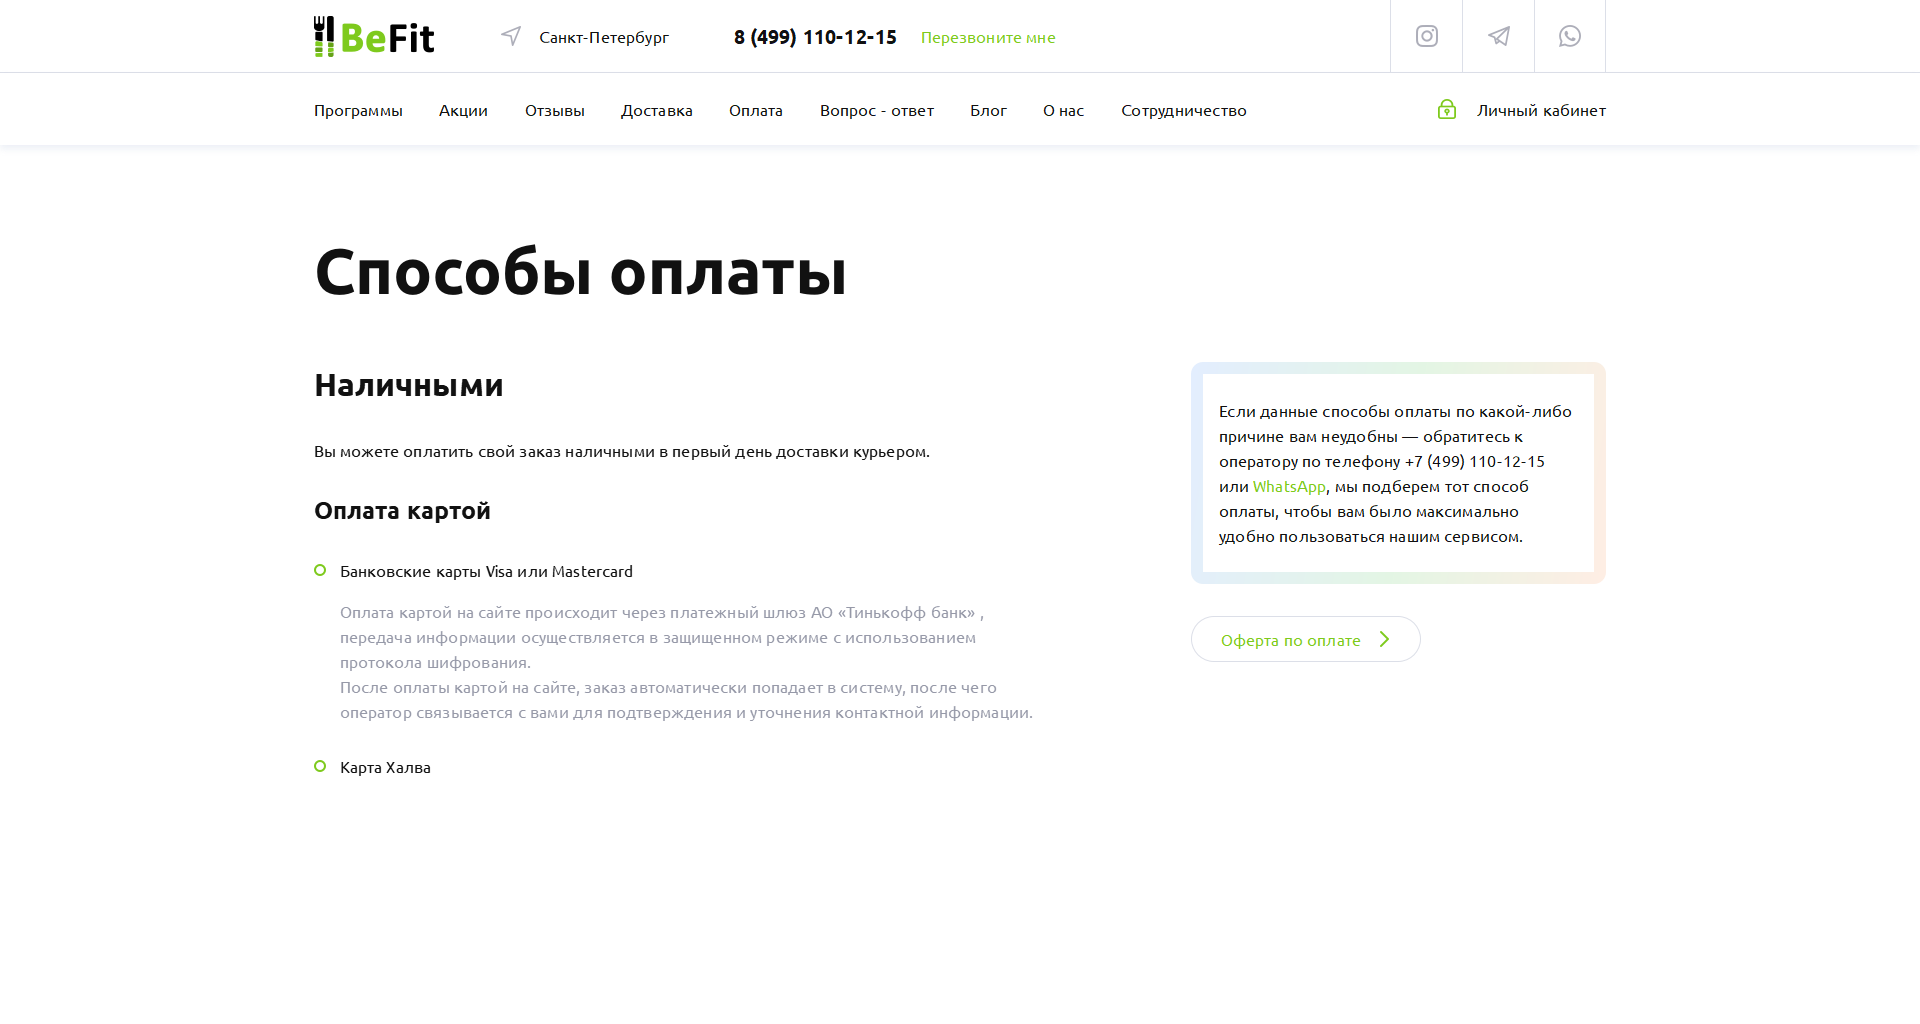 BeFit
Санкт-Петербург
8 (499) 110-12-15
Перезвоните мне
Программы
Акции
Отзывы
Доставка
Оплата
Вопрос - ответ
Блог
О нас
Сотрудничество
Личный кабинет
Способы оплаты
Наличными
Вы можете оплатить свой заказ наличными в первый день доставки курьером.
Оплата картой
Банковские карты Visa или Mastercard
Оплата картой на сайте происходит через платежный шлюз АО «Тинькофф банк» ,
передача информации осуществляется в защищенном режиме с использованием
протокола шифрования.
После оплаты картой на сайте, заказ автоматически попадает в систему, после чего
оператор связывается с вами для подтверждения и уточнения контактной информации.
Карта Халва
Если данные способы оплаты по какой-либо
причине вам неудобны — обратитесь к
оператору по телефону +7 (499) 110-12-15
или WhatsApp, мы подберем тот способ
оплаты, чтобы вам было максимально
удобно пользоваться нашим сервисом.
Оферта по оплате